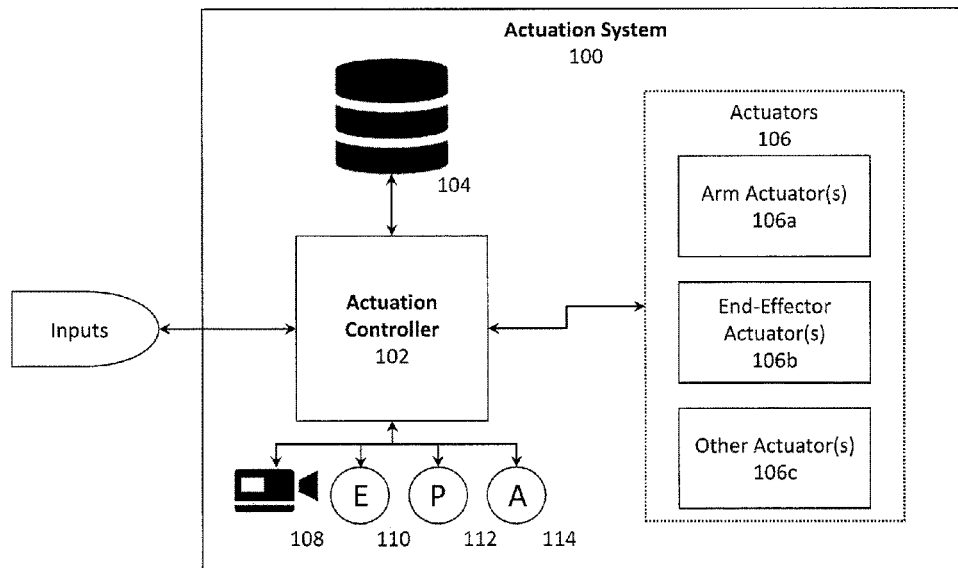 Actuation System
100
Actuators
106
Arm Actuator(s)
106a
104
End-Effector
Actuator(s)
106b
Actuation
Controller
102
Inputs
Other Actuator(s)
106c
E
P
A
108
110
112
114